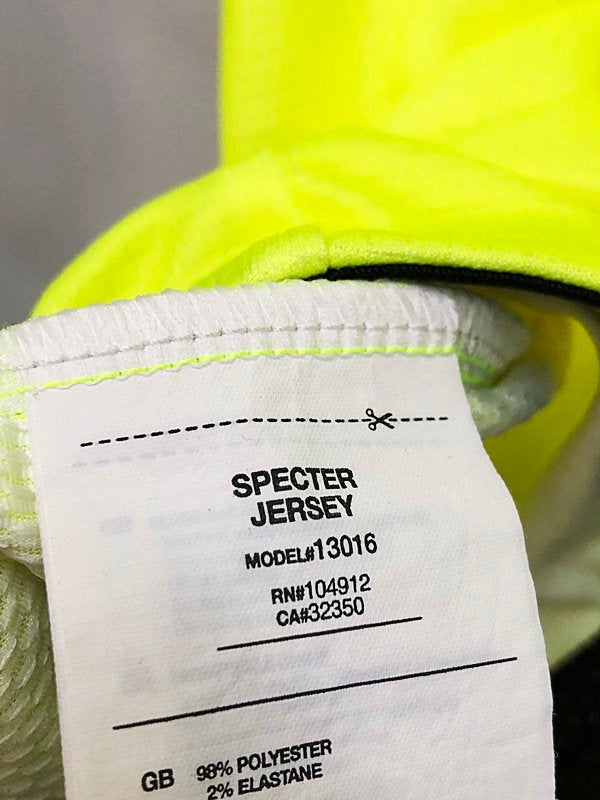 SPECTER
JERSEY
MODEL#13016
RN#104912
CA#32350
GB 98% POLYESTER
2% ELASTANE